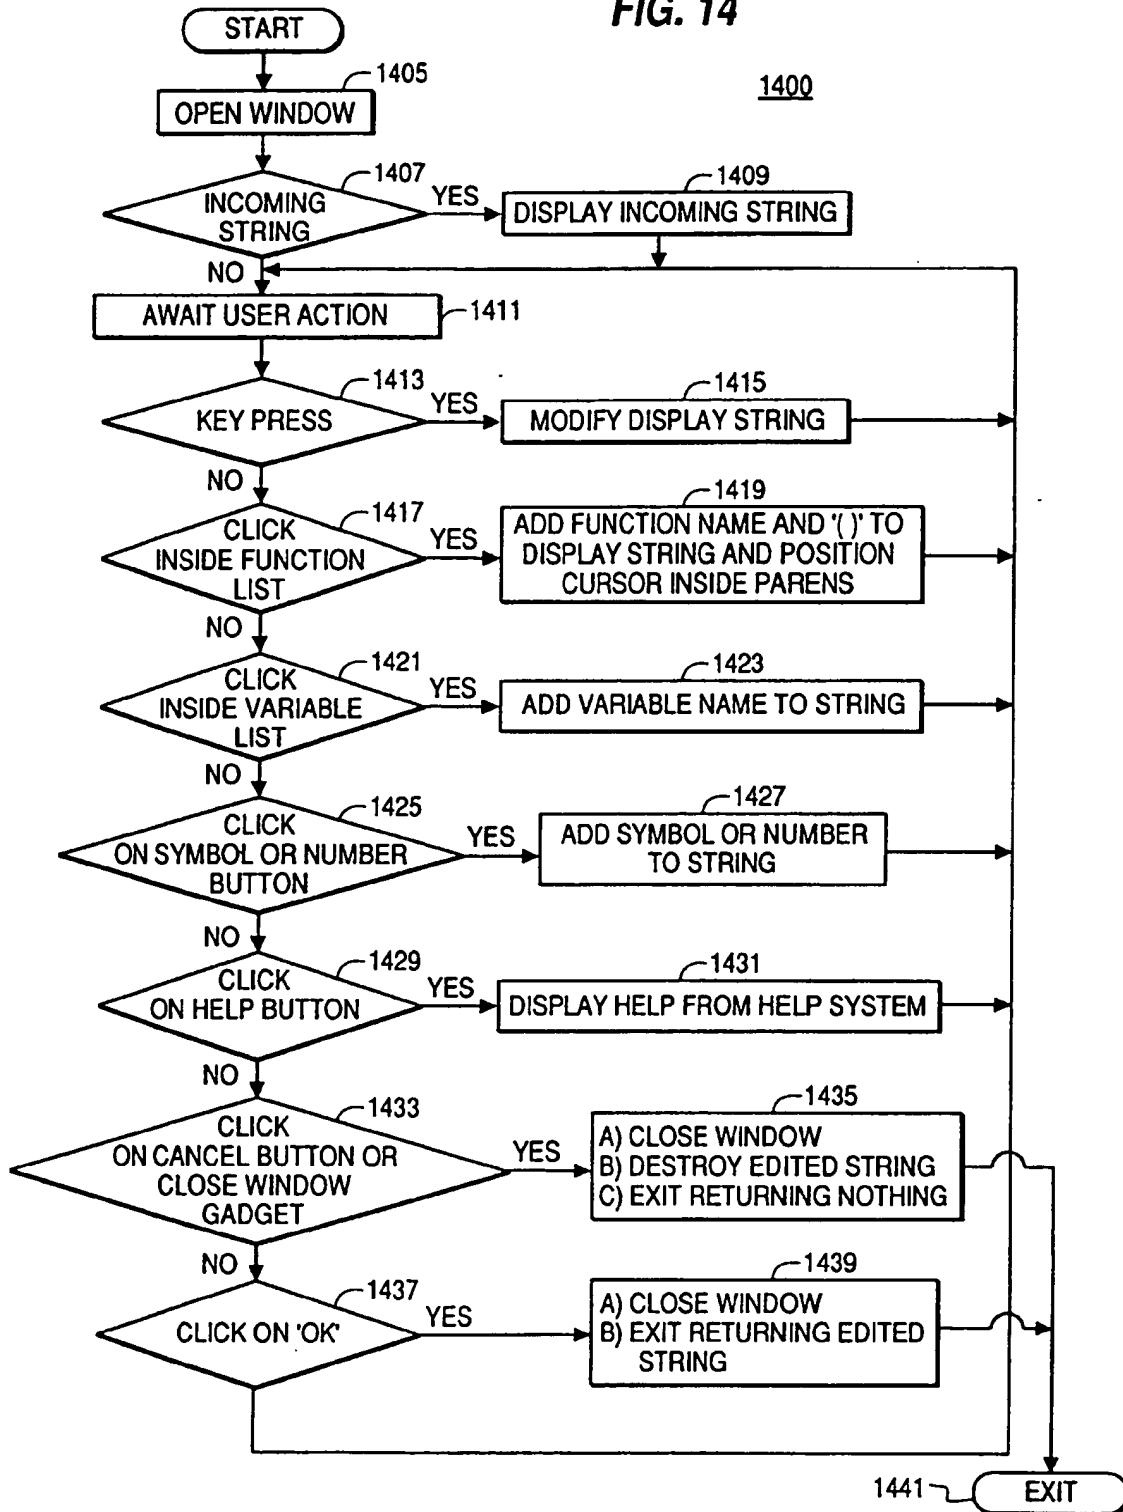 FIG. 14
START
1405
1400
OPEN WINDOW
1407
INCOMING
STRING
YES
1409
DISPLAY INCOMING STRING
NO
AWAIT USER ACTION
1411
1413
KEY PRESS
YES
1415
MODIFY DISPLAY STRING
NO
1417
CLICK
INSIDE FUNCTION
LIST
YES
1419
ADD FUNCTION NAME AND '( )' TO
DISPLAY STRING AND POSITION
CURSOR INSIDE PARENS
NO
1421
CLICK
INSIDE VARIABLE
LIST
YES
1423
ADD VARIABLE NAME TO STRING
NO
1425
CLICK
ON SYMBOL OR NUMBER
BUTTON
YES
1427
ADD SYMBOL OR NUMBER
TO STRING
NO
1429
CLICK
ON HELP BUTTON
YES
1431
DISPLAY HELP FROM HELP SYSTEM
NO
1433
CLICK
ON CANCEL BUTTON OR
CLOSE WINDOW
GADGET
YES
1435
A) CLOSE WINDOW
B) DESTROY EDITED STRING
C) EXIT RETURNING NOTHING
NO
1437
CLICK ON 'OK'
YES
1439
A) CLOSE WINDOW
B) EXIT RETURNING EDITED
STRING
1441
EXIT